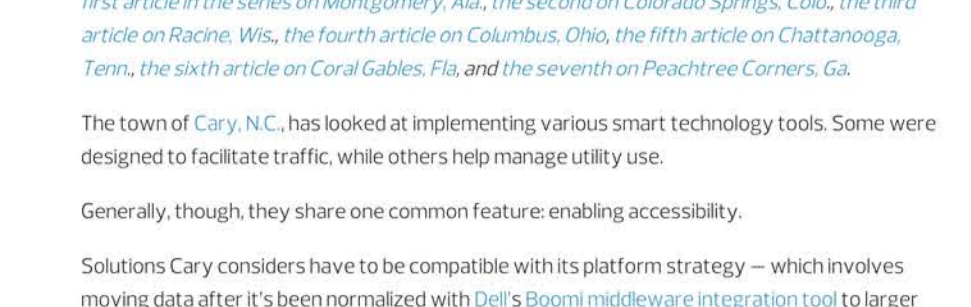 first article in the series on Montgomery, Ala., the second on Colorado Springs, Colo., the third
article on Racine, Wis., the fourth article on Columbus, Ohio, the fifth article on Chattanooga,
Tenn., the sixth article on Coral Gables, Fla, and the seventh on Peachtree Corners, Ga.
The town of Cary, N.C., has looked at implementing various smart technology tools. Some were
designed to facilitate traffic, while others help manage utility use.
Generally, though, they share one common feature: enabling accessibility.
Solutions Cary considers have to be compatible with its platform strategy — which involves
moving data after it's been normalized with Dell's Boomi middleware integration tool to larger